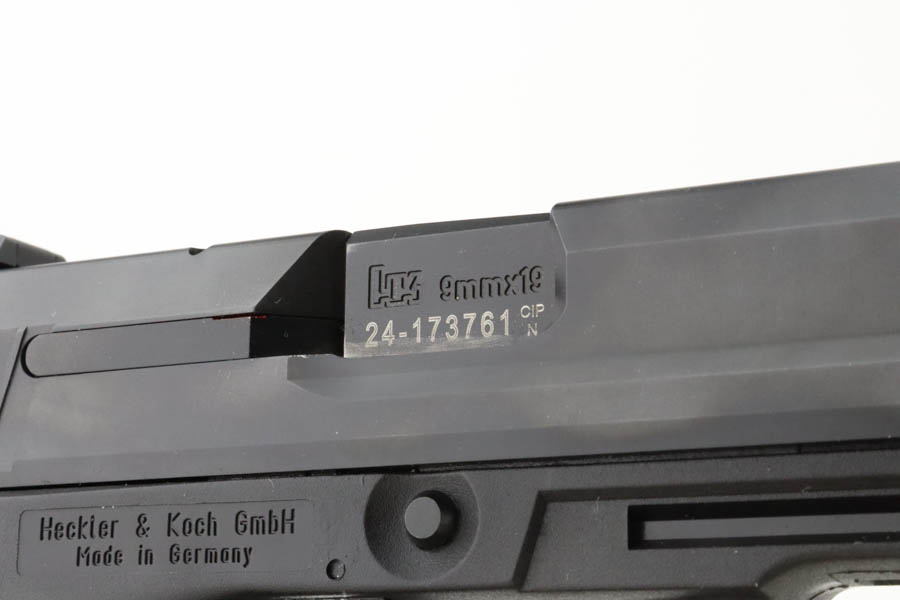 HK 9mmx19
24-173761 CIP
N
Heckler & Koch GmbH
Made in Germany